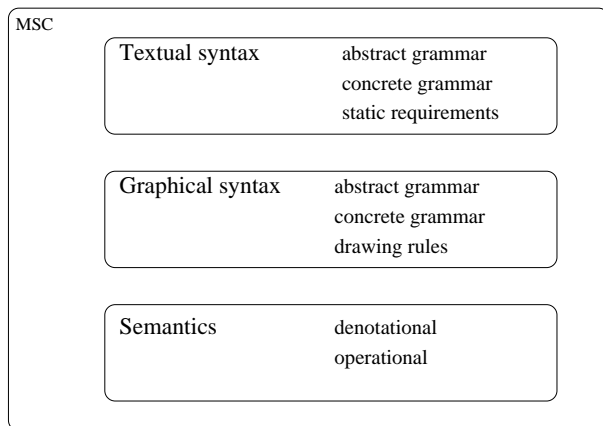 MSC
Textual syntax abstract grammar
concrete grammar
static requirements
Graphical syntax abstract grammar
concrete grammar
drawing rules
Semantics denotational
operational